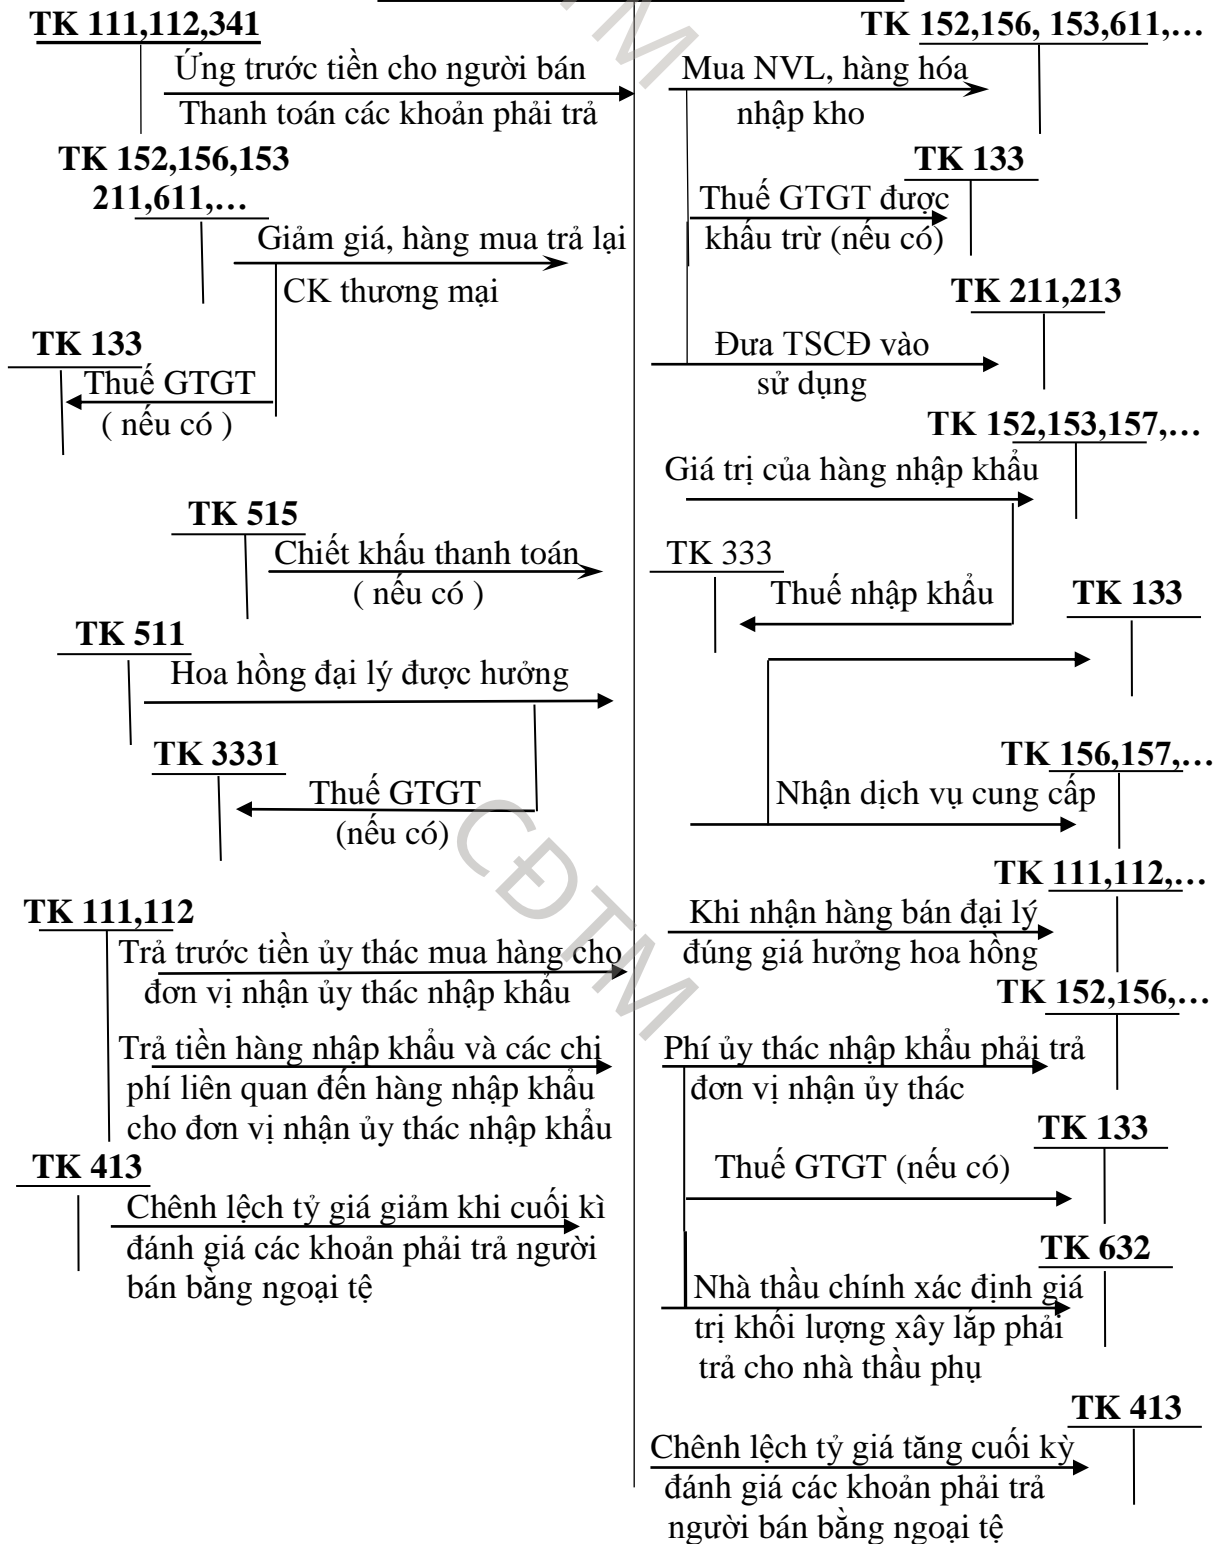 TK 111,112,341
Ứng trước tiền cho người bán
Thanh toán các khoản phải trả
TK 152,156,153
211,611,…
Giảm giá, hàng mua trả lại
CK thương mại
TK 133
Thuế GTGT
( nếu có )
TK 515
Chiết khấu thanh toán
( nếu có )
TK 511
Hoa hồng đại lý được hưởng
TK 3331
Thuế GTGT
(nếu có)
TK 111,112
Trả trước tiền ủy thác mua hàng cho
đơn vị nhận ủy thác nhập khẩu
Trả tiền hàng nhập khẩu và các chi
phí liên quan đến hàng nhập khẩu
cho đơn vị nhận ủy thác nhập khẩu
TK 413
Chênh lệch tỷ giá giảm khi cuối kì
đánh giá các khoản phải trả người
bán bằng ngoại tệ
TK 152,156, 153,611,…
Mua NVL, hàng hóa
nhập kho
TK 133
Thuế GTGT được
khấu trừ (nếu có)
TK 211,213
Đưa TSCĐ vào
sử dụng
TK 152,153,157,…
Giá trị của hàng nhập khẩu
TK 333
Thuế nhập khẩu
TK 133
TK 156,157,…
Nhận dịch vụ cung cấp
TK 111,112,…
Khi nhận hàng bán đại lý
đúng giá hưởng hoa hồng
TK 152,156,…
Phí ủy thác nhập khẩu phải trả
đơn vị nhận ủy thác
TK 133
Thuế GTGT (nếu có)
TK 632
Nhà thầu chính xác định giá
trị khối lượng xây lắp phải
trả cho nhà thầu phụ
TK 413
Chênh lệch tỷ giá tăng cuối kỳ
đánh giá các khoản phải trả
người bán bằng ngoại tệ
CĐTM